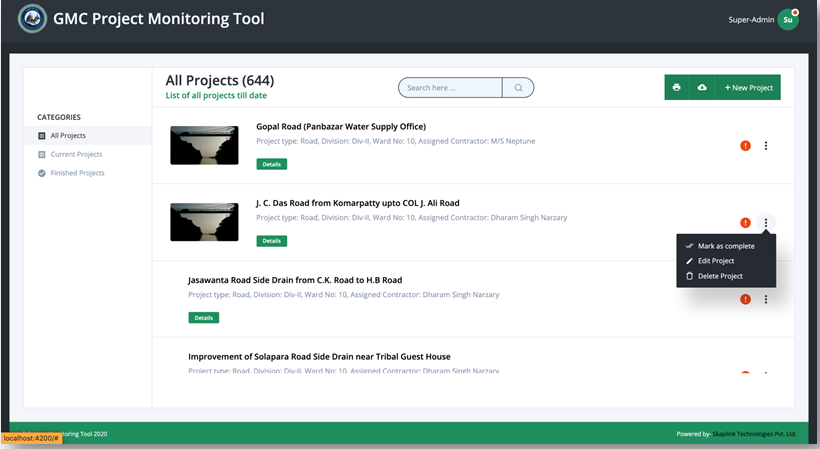 GMC Project Monitoring Tool
Super-Admin
Su
All Projects (644)
List of all projects till date
Search here ...
+ New Project
CATEGORIES
All Projects
Current Projects
Finished Projects
Gopal Road (Panbazar Water Supply Office)
Project type: Road, Division: Div-II, Ward No: 10, Assigned Contractor: M/S Neptune
Details
J. C. Das Road from Komarpatty upto COL J. Ali Road
Project type: Road, Division: Div-II, Ward No: 10, Assigned Contractor: Dharam Singh Narzary
Details
Mark as complete
Edit Project
Delete Project
Jasawanta Road Side Drain from C.K. Road to H.B Road
Project type: Road, Division: Div-II, Ward No: 10, Assigned Contractor: Dharam Singh Narzary
Details
Improvement of Solapara Road Side Drain near Tribal Guest House
Project type: Road, Division: Div-II, Ward No: 10, Assigned Contractor: Dharam Singh Narzary
localhost:4200/#
oring Tool 2020
Powered by- Skaplink Technologies Pvt. Ltd.